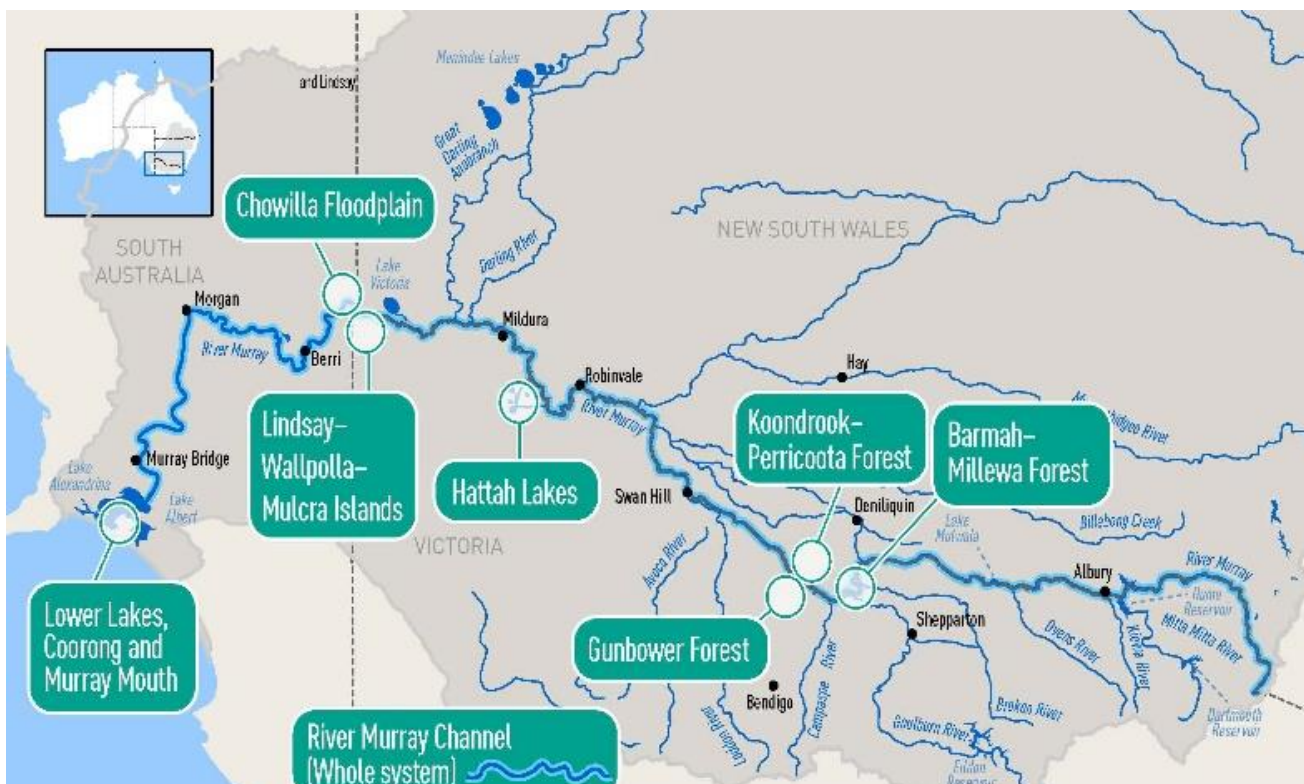 Menindee Lakes
and Lindsay
Great
Darling
Anabranch
Chowilla Floodplain
NEW SOUTH WALES
SOUTH
AUSTRALIA
Lake
Victoria
Darling River
Morgan
Mildura
River Murray
Berri
Robinvale
Hay
River Murray
Koondrook–
Perricoota Forest
Barmah–
Millewa Forest
Lindsay–
Wallpolla–
Mulcra Islands
Hattah Lakes
Murray Bridge
Lake
Alexandrina
Lake
Albert
Swan Hill
Deniliquin
Billabong Creek
Lake
Mulwala
VICTORIA
Avoca River
Albury
River Murray
Hume
Reservoir
Mitta Mitta River
Kiewa River
Lower Lakes,
Coorong and
Murray Mouth
Gunbower Forest
Shepparton
Ovens River
Bendigo
Campaspe River
Loddon River
Broken River
Goulburn River
Dartmouth
Reservoir
River Murray Channel
(Whole system)